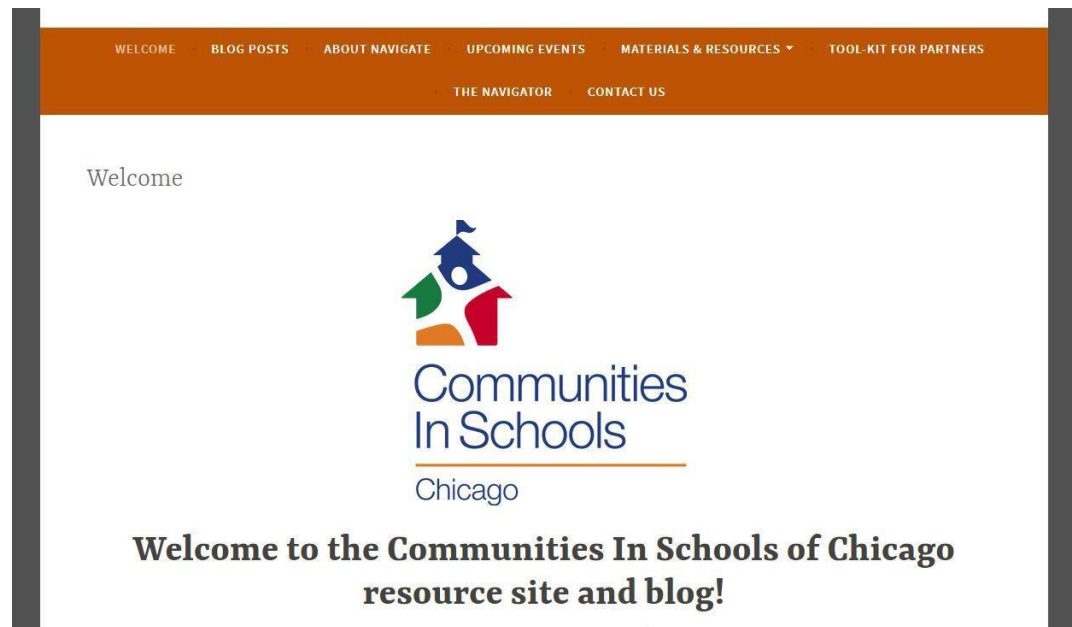 WELCOME BLOG POSTS ABOUT NAVIGATE UPCOMING EVENTS MATERIALS & RESOURCES TOOL-KIT FOR PARTNERS
THE NAVIGATOR CONTACT US
Welcome
Communities
In Schools
Chicago
Welcome to the Communities In Schools of Chicago
resource site and blog!